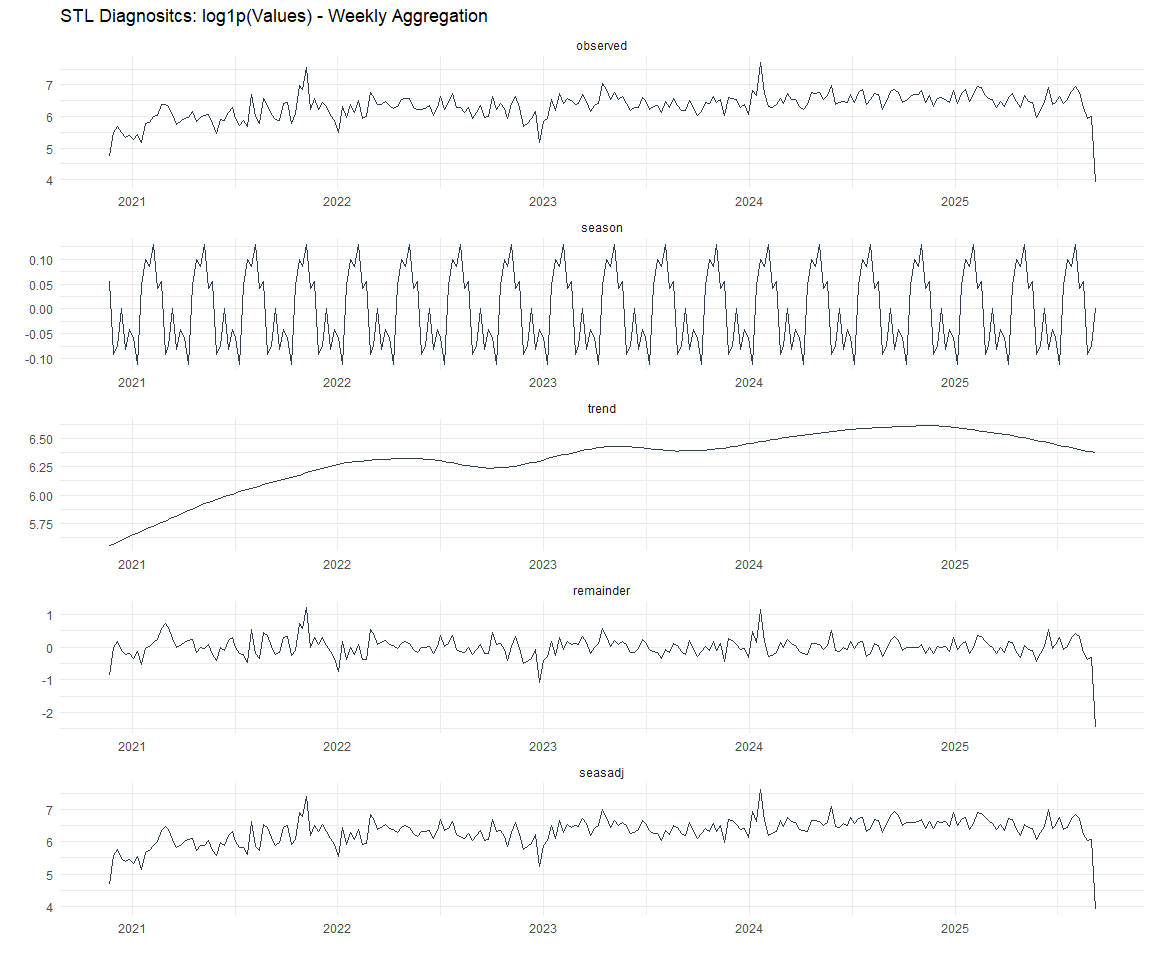 STL Diagnositcs: log1p(Values) - Weekly Aggregation
observed
7
6
5
4
2021 2022 2023 2024 2025
season
0.10
0.05
0.00
-0.05
-0.10
2021 2022 2023 2024 2025
trend
6.50
6.25
6.00
5.75
2021 2022 2023 2024 2025
remainder
1
0
-1
-2
2021 2022 2023 2024 2025
seasadj
7
6
5
4
2021 2022 2023 2024 2025